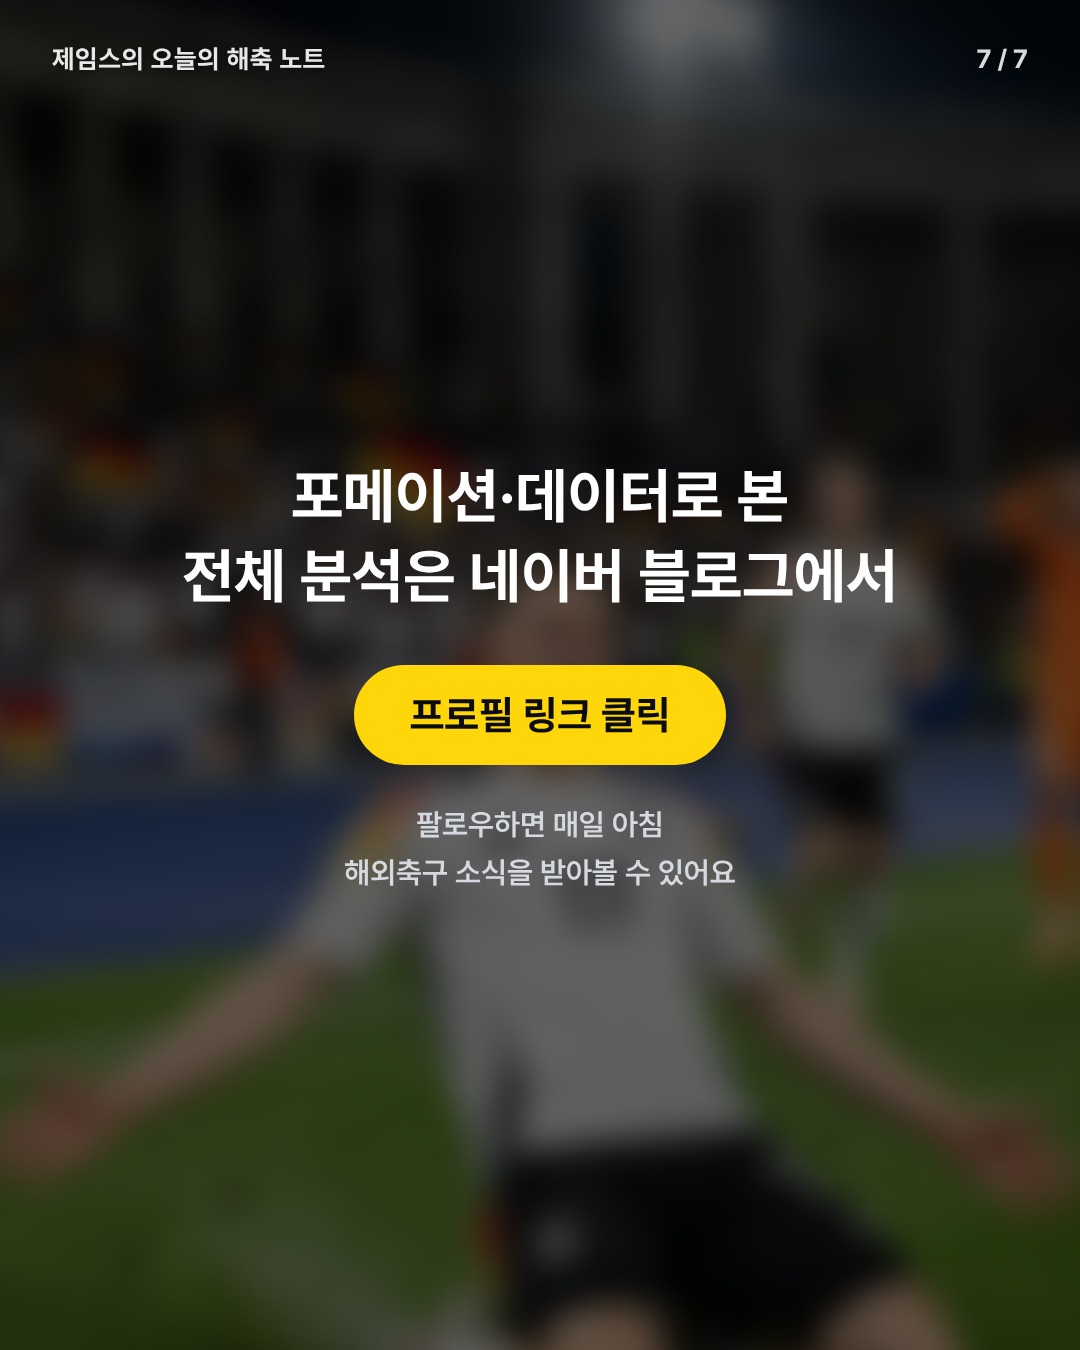 제임스의 오늘의 해축 노트
7 / 7
포메이션·데이터로 본
전체 분석은 네이버 블로그에서
프로필 링크 클릭
팔로우하면 매일 아침
해외축구 소식을 받아볼 수 있어요